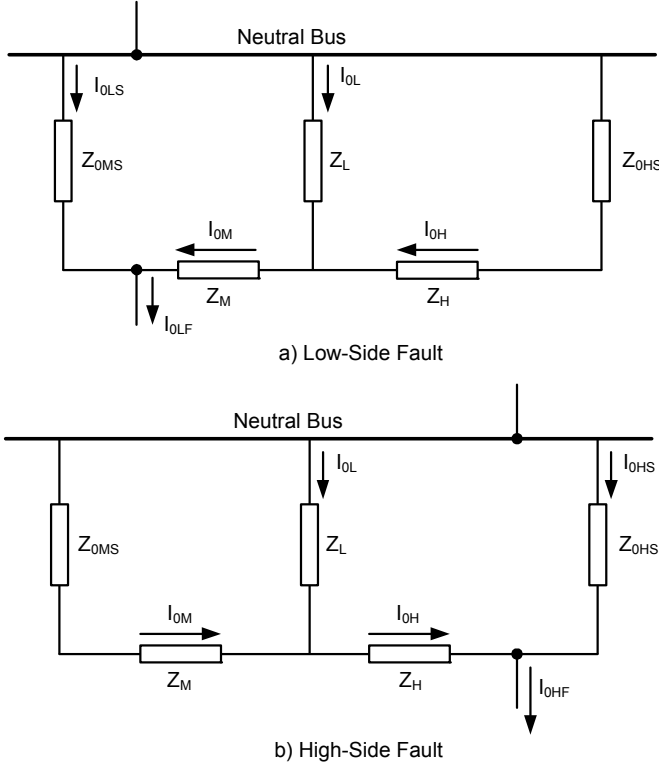 Neutral Bus
I0LS
I0L
Z0MS
ZL
Z0HS
I0M
I0H
ZM
ZH
I0LF
a) Low-Side Fault
Neutral Bus
I0L
I0HS
Z0MS
ZL
Z0HS
I0M
I0H
ZM
ZH
I0HF
b) High-Side Fault